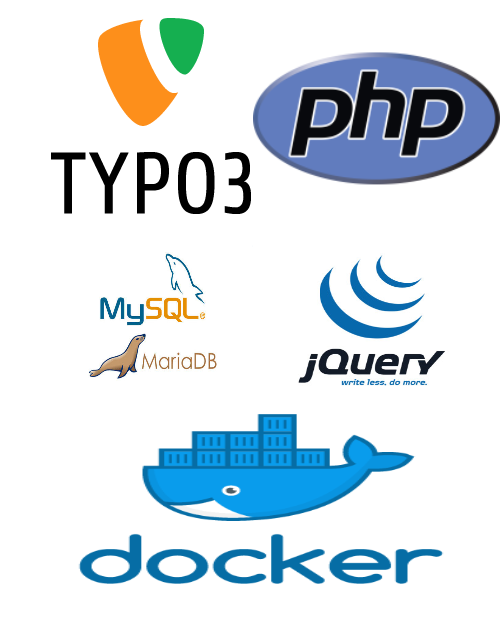 TYPO3
php
MySQL
MariaDB
jQuery
write less. do more.
docker